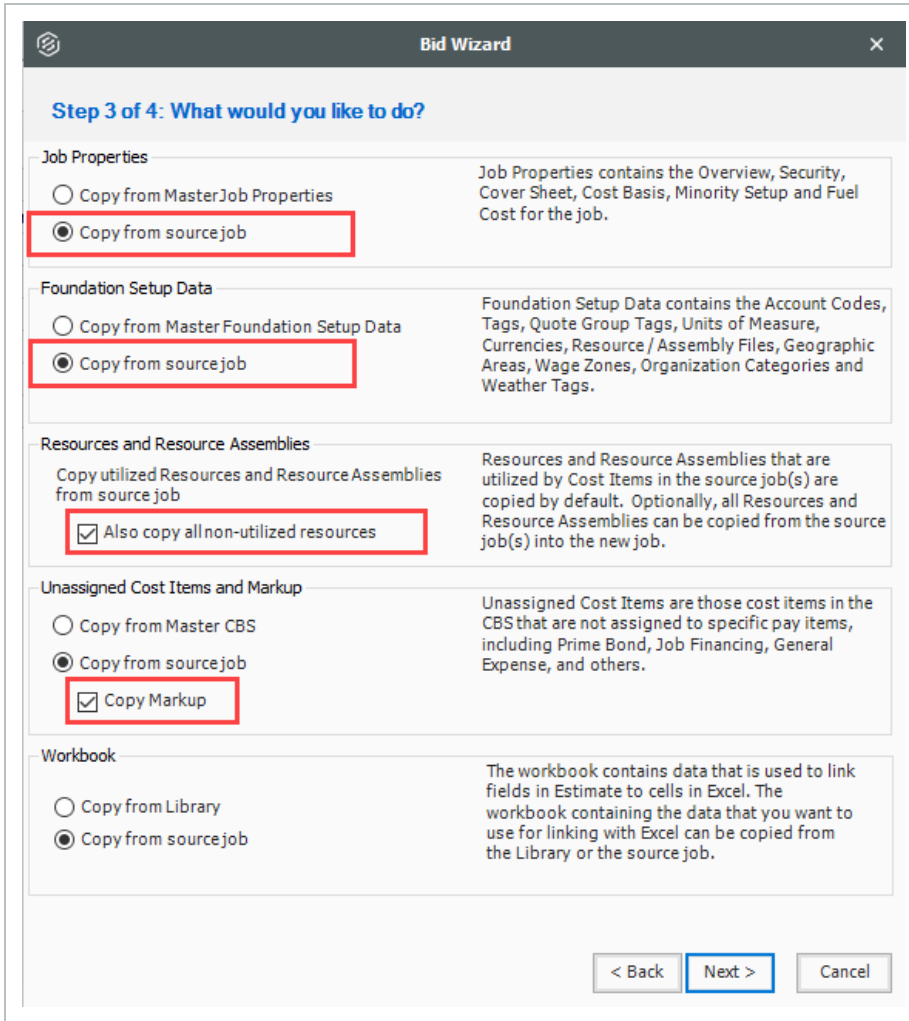 Bid Wizard
Step 3 of 4: What would you like to do?
Job Properties
Copy from Master Job Properties
Copy from source job
Job Properties contains the Overview, Security,
Cover Sheet, Cost Basis, Minority Setup and Fuel
Cost for the job.
Foundation Setup Data
Copy from Master Foundation Setup Data
Copy from source job
Foundation Setup Data contains the Account Codes,
Tags, Quote Group Tags, Units of Measure,
Currencies, Resource / Assembly Files, Geographic
Areas, Wage Zones, Organization Categories and
Weather Tags.
Resources and Resource Assemblies
Copy utilized Resources and Resource Assemblies
from source job
Also copy all non-utilized resources
Resources and Resource Assemblies that are
utilized by Cost Items in the source job(s) are
copied by default. Optionally, all Resources and
Resource Assemblies can be copied from the source
job(s) into the new job.
Unassigned Cost Items and Markup
Copy from Master CBS
Copy from source job
Copy Markup
Unassigned Cost Items are those cost items in the
CBS that are not assigned to specific pay items,
including Prime Bond, Job Financing, General
Expense, and others.
Workbook
Copy from Library
Copy from source job
The workbook contains data that is used to link
fields in Estimate to cells in Excel. The
workbook containing the data that you want to
use for linking with Excel can be copied from
the Library or the source job.
< Back
Next >
Cancel